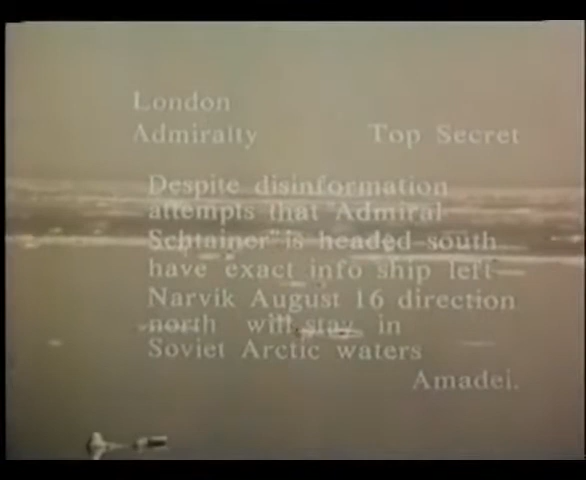 London
Admiralty Top Secret
Despite disinformation
attempts that "Admiral
Schtainer" is headed south
have exact info ship left
Narvik August 16 direction
north will stay in
Soviet Arctic waters
Amadei.